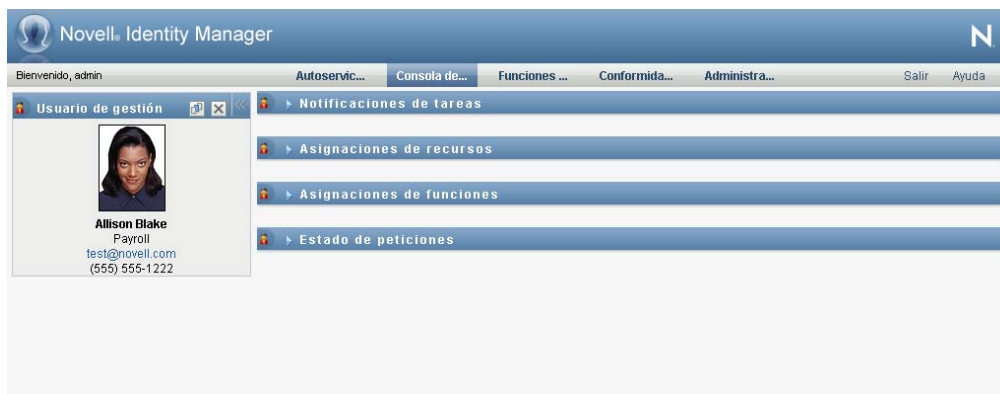 Novell® Identity Manager
N
Bienvenido, admin
Autoservic... Consola de... Funciones ... Conformida... Administra... Salir Ayuda
Usuario de gestión
Allison Blake
Payroll
test@novell.com
(555) 555-1222
Notificaciones de tareas
Asignaciones de recursos
Asignaciones de funciones
Estado de peticiones